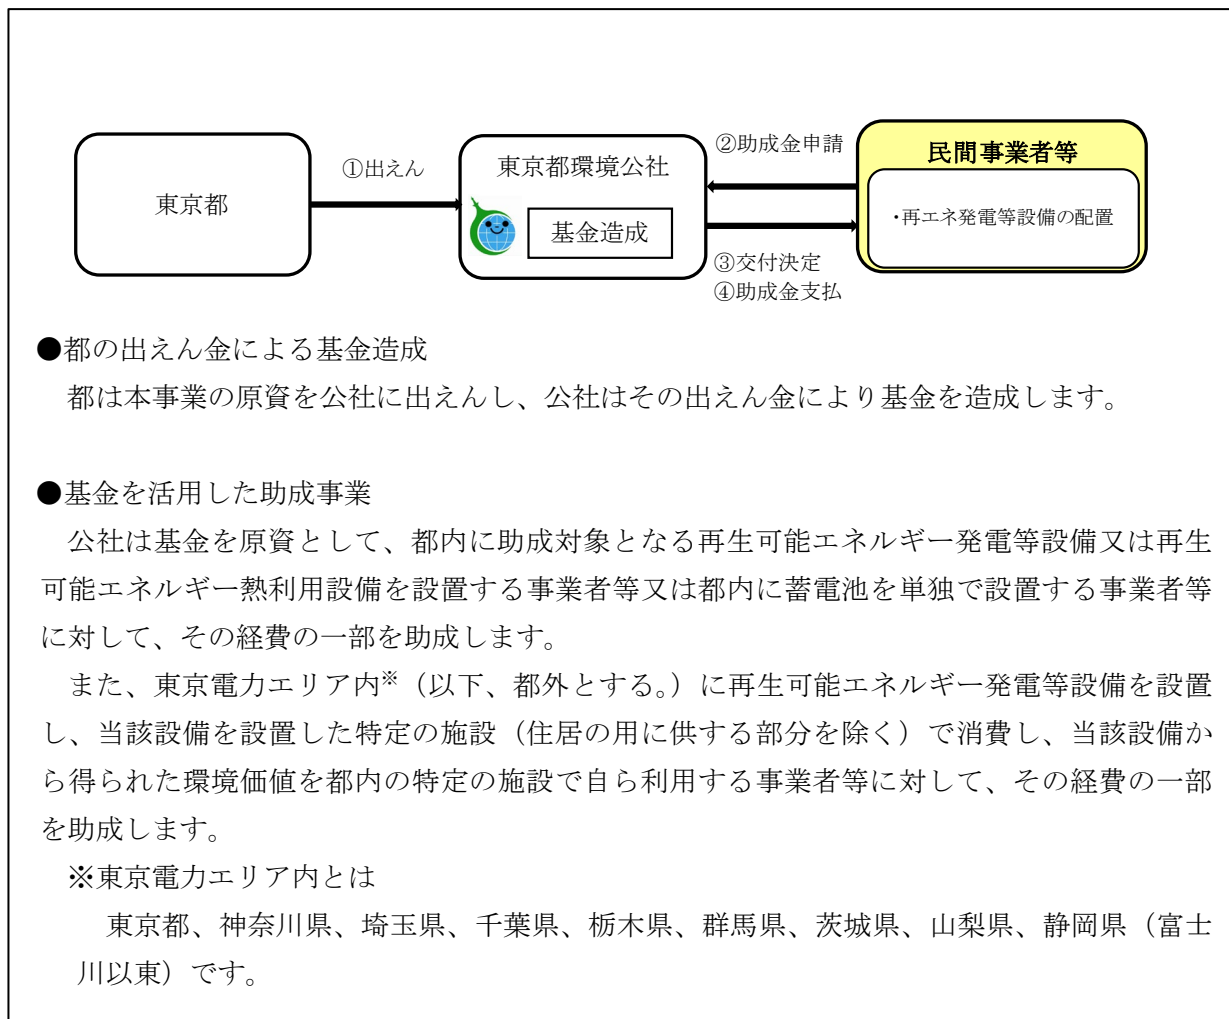 東京都
①出えん
東京都環境公社
基金造成
②助成金申請
③交付決定
④助成金支払
民間事業者等
・再エネ発電等設備の配置
●都の出えん金による基金造成
都は本事業の原資を公社に出えんし、公社はその出えん金により基金を造成します。
●基金を活用した助成事業
公社は基金を原資として、都内に助成対象となる再生可能エネルギー発電等設備又は再生
可能エネルギー熱利用設備を設置する事業者等又は都内に蓄電池を単独で設置する事業者等
に対して、その経費の一部を助成します。
また、東京電力エリア内※（以下、都外とする。）に再生可能エネルギー発電等設備を設置
し、当該設備を設置した特定の施設（住居の用に供する部分を除く）で消費し、当該設備か
ら得られた環境価値を都内の特定の施設で自ら利用する事業者等に対して、その経費の一部
を助成します。
※東京電力エリア内とは
東京都、神奈川県、埼玉県、千葉県、栃木県、群馬県、茨城県、山梨県、静岡県（富士
川以東）です。